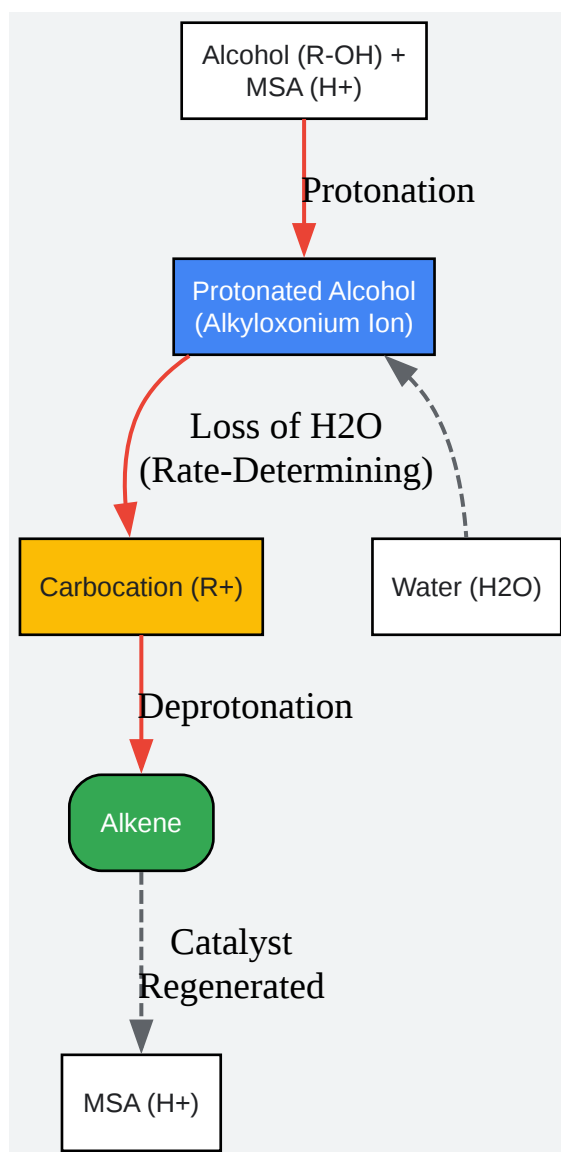 Alcohol (R-OH) +
MSA (H+)
Protonation
Protonated Alcohol
(Alkyloxonium Ion)
Loss of H2O
(Rate-Determining)
Carbocation (R+)
Water (H2O)
Deprotonation
Alkene
Catalyst
Regenerated
MSA (H+)